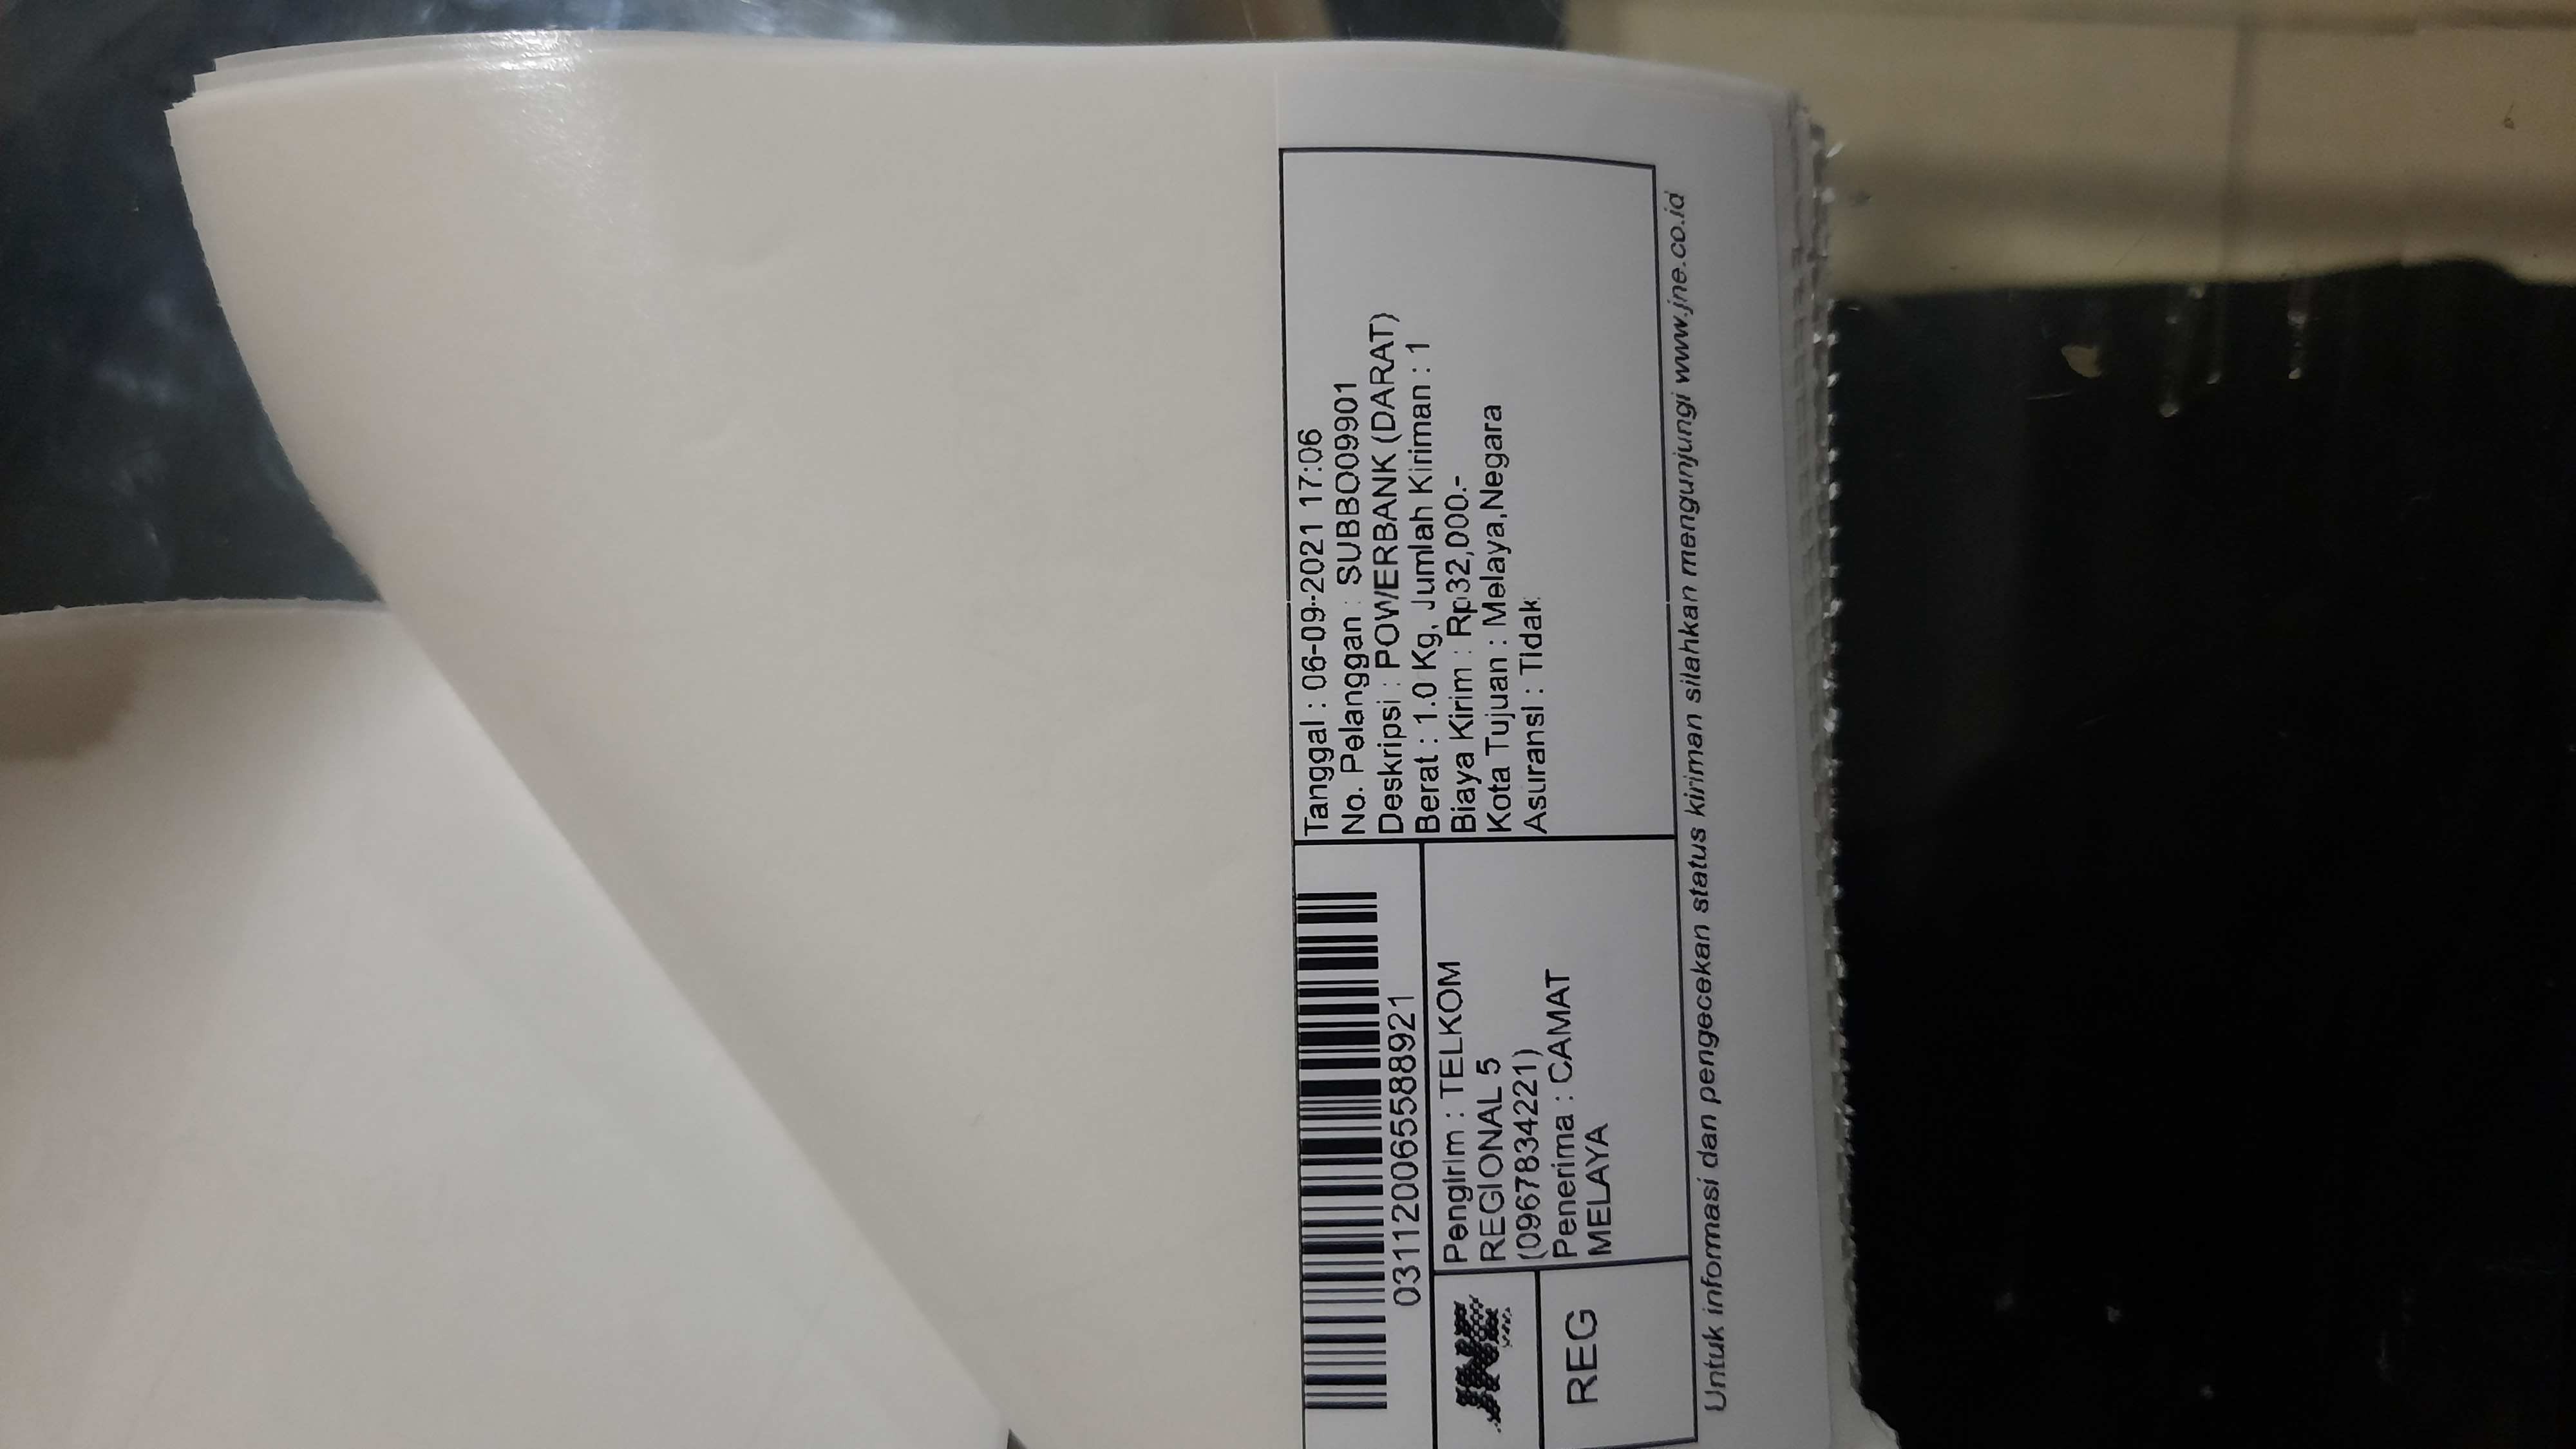 031120065588921
JNE
REG
Pengirim : TELKOM
REGIONAL 5
(0967834221)
Penerima : CAMAT
MELAYA
Tanggal : 06-09-2021 17:06
No. Pelanggan : SUBBO09901
Deskripsi : POWERBANK (DARAT)
Berat : 1.0 Kg, Jumlah Kiriman : 1
Biaya Kirim : Rp32,000.-
Kota Tujuan : Melaya,Negara
Asuransi : Tidak
Untuk informasi dan pengecekan status kiriman silahkan mengunjungi www.jne.co.id